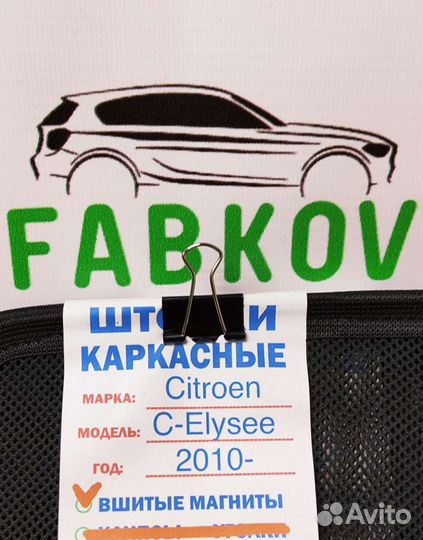 FABKOV
КАРКАСНЫЕ
МАРКА: Citroen
МОДЕЛЬ: C-Elysee
ГОД: 2010-
ВШИТЫЕ МАГНИТЫ
Avito